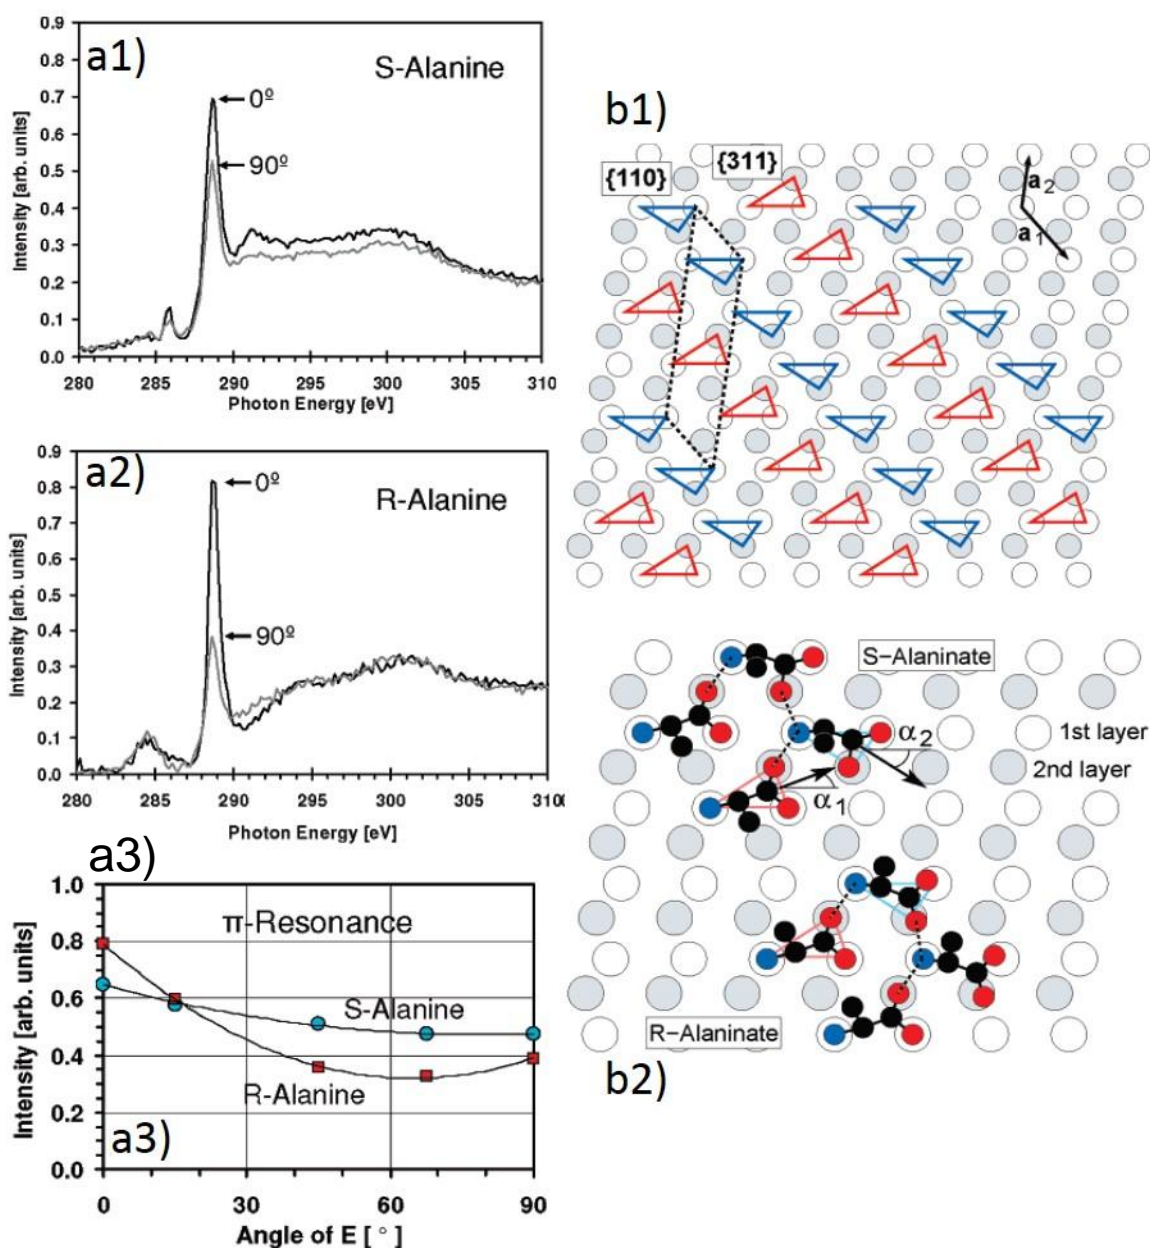 a1)
S-Alanine
0º
90º
0.9
0.8
0.7
0.6
0.5
0.4
0.3
0.2
0.1
0.0
280 285 290 295 300 305 310
Photon Energy [eV]
Intensity [arb. units]
a2)
R-Alanine
0º
90º
0.9
0.8
0.7
0.6
0.5
0.4
0.3
0.2
0.1
0.0
280 285 290 295 300 305 310
Photon Energy [eV]
Intensity [arb. units]
a3)
π-Resonance
S-Alanine
R-Alanine
a3)
1.0
0.8
0.6
0.4
0.2
0.0
0 30 60 90
Angle of E [ ° ]
Intensity [arb. units]
b1)
{110}
{311}
a2
a1
S-Alaninate
α2
1st layer
2nd layer
α1
R-Alaninate
b2)